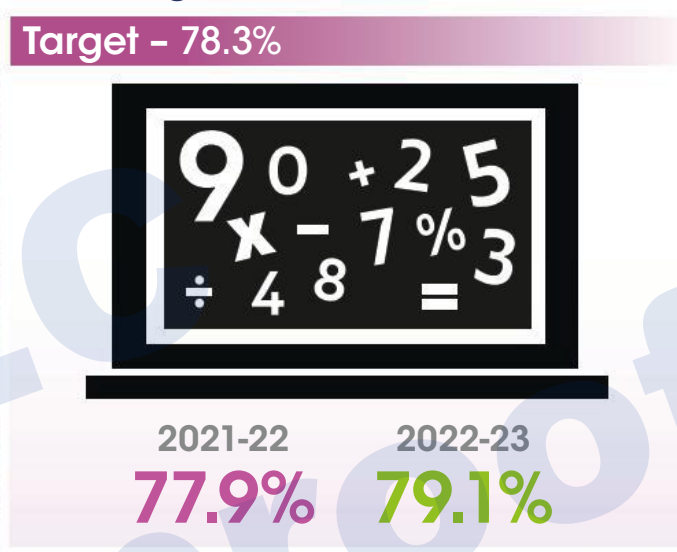 Target – 78.3%
9 0 + 2 5
x – 7 % 3
÷ 4 8 =
2021-22 2022-23
77.9% 79.1%